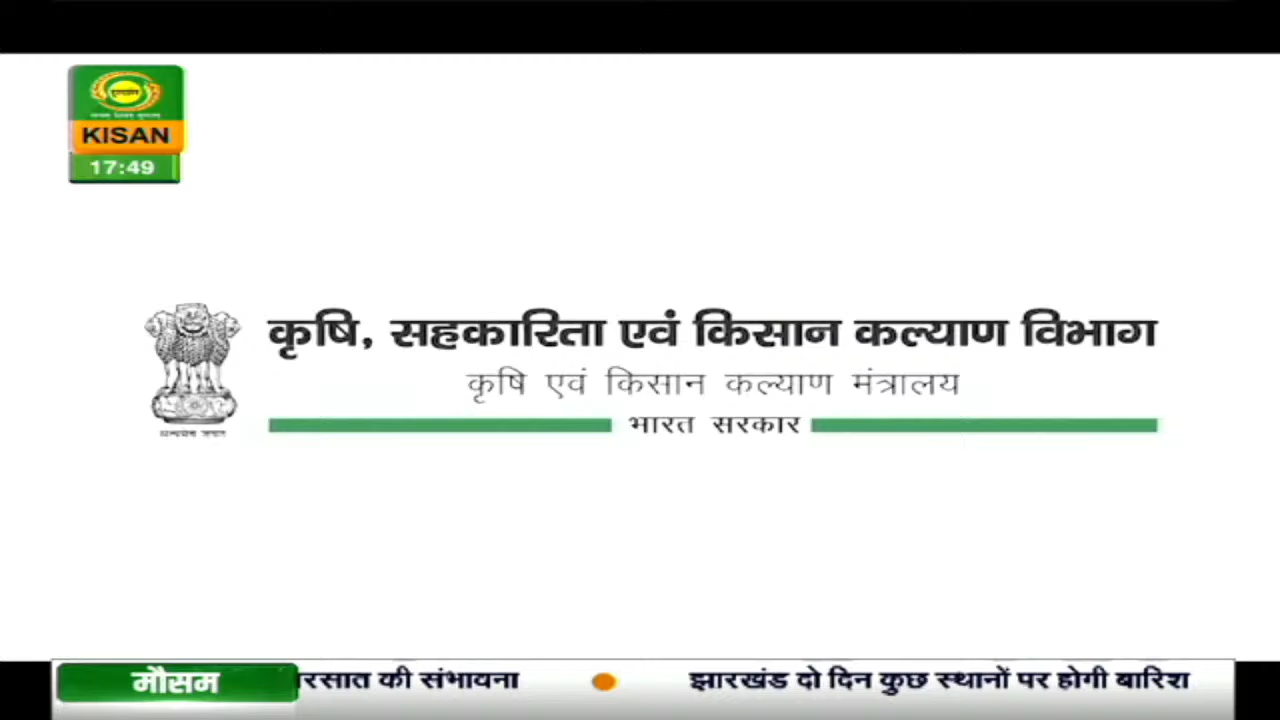 KISAN
17:49
कृषि, सहकारिता एवं किसान कल्याण विभाग
कृषि एवं किसान कल्याण मंत्रालय
भारत सरकार
मौसम
रसात की संभावना
झारखंड दो दिन कुछ स्थानों पर होगी बारिश